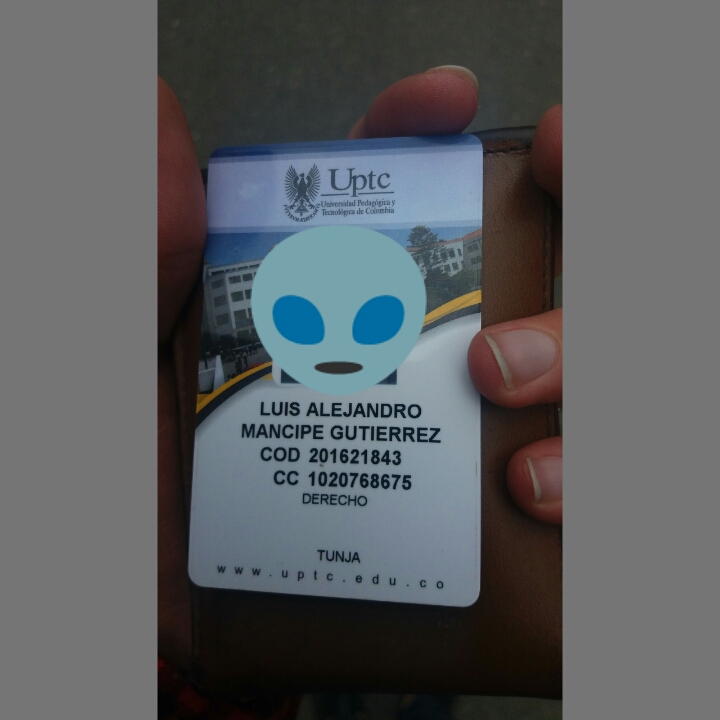 Uptc
Universidad Pedagógica y
Tecnológica de Colombia
LUIS ALEJANDRO
MANCIPE GUTIERREZ
COD 201621843
CC 1020768675
DERECHO
TUNJA
www.uptc.edu.co